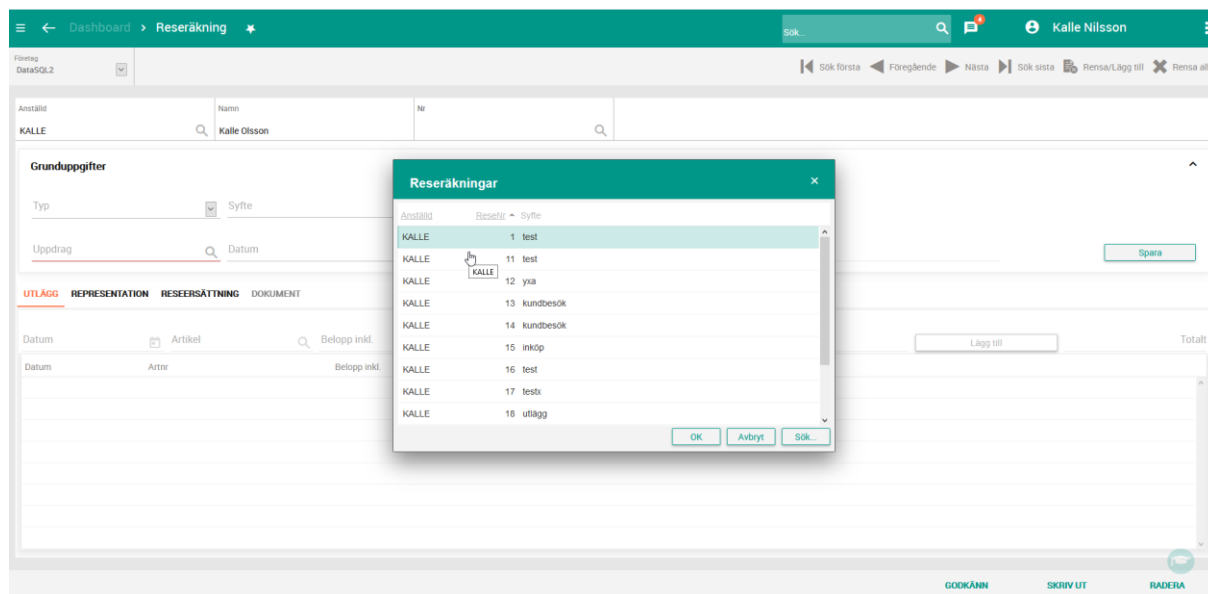 Dashboard > Reseräkning
Sök...
Kalle Nilsson
Företag
DataSQL2
Sök första Föregående Nästa Sök sista Rensa/Lägg till Rensa all
Anställd Namn Nr
KALLE Kalle Olsson
Grunduppgifter
Typ Syfte
Uppdrag Datum
Spara
UTLÄGG REPRESENTATION RESEERSÄTTNING DOKUMENT
Datum Artikel Belopp inkl. Lägg till Totalt
Datum Artnr Belopp inkl.
Reseräkningar ×
Anställd ReseNr Syfte
KALLE 1 test
KALLE 11 test
KALLE
KALLE 12 yxa
KALLE 13 kundbesök
KALLE 14 kundbesök
KALLE 15 inköp
KALLE 16 test
KALLE 17 testx
KALLE 18 utlägg
OK Avbryt Sök...
GODKÄNN SKRIV UT RADERA